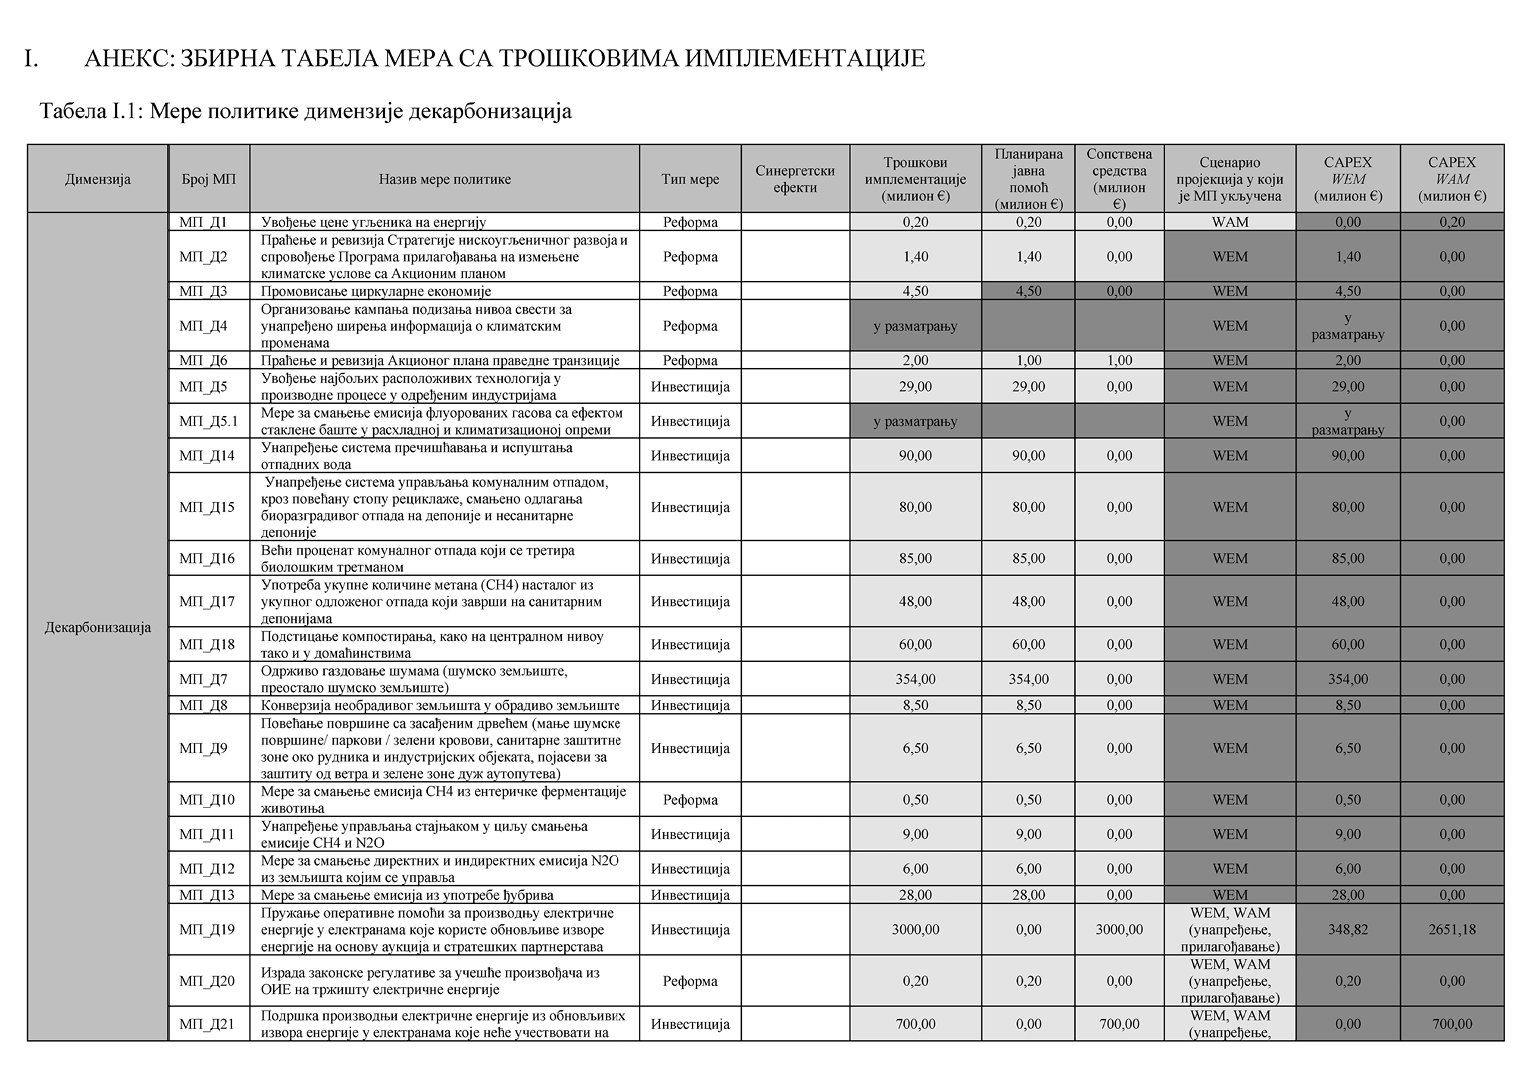 I. АНЕКС: ЗБИРНА ТАБЕЛА МЕРА СА ТРОШКОВИМА ИМПЛЕМЕНТАЦИЈЕ
Табела I.1: Мере политике димензије декарбонизација
Димензија Број МП Назив мере политике Тип мере Синергетски ефекти Трошкови имплементације (милион €) Планирана јавна помоћ (милион €) Сопствена средства (милион €) Сценарио пројекција у који је МП укључена CAPEX WEM (милион €) CAPEX WAM (милион €)
Декарбонизација
МП_Д1 Увођење цене угљеника на енергију Реформа 0,20 0,20 0,00 WAM 0,00 0,20
МП_Д2 Праћење и ревизија Стратегије нискоугљеничног развоја и спровођење Програма прилагођавања на измењене климатске услове са Акционим планом Реформа 1,40 1,40 0,00 WEM 1,40 0,00
МП_Д3 Промовисање циркуларне економије Реформа 4,50 4,50 0,00 WEM 4,50 0,00
МП_Д4 Организовање кампања подизања нивоа свести за унапређено ширења информација о климатским променама Реформа у разматрању WEM у разматрању 0,00
МП_Д6 Праћење и ревизија Акционог плана праведне транзиције Реформа 2,00 1,00 1,00 WEM 2,00 0,00
МП_Д5 Увођење најбољих расположивих технологија у производне процесе у одређеним индустријама Инвестиција 29,00 29,00 0,00 WEM 29,00 0,00
МП_Д5.1 Мере за смањење емисија флуорованих гасова са ефектом стаклене баште у расхладној и климатизационој опреми Инвестиција у разматрању WEM у разматрању 0,00
МП_Д14 Унапређење система пречишћавања и испуштања отпадних вода Инвестиција 90,00 90,00 0,00 WEM 90,00 0,00
МП_Д15 Унапређење система управљања комуналним отпадом, кроз повећану стопу рециклаже, смањено одлагања биоразградивог отпада на депоније и несанитарне депоније Инвестиција 80,00 80,00 0,00 WEM 80,00 0,00
МП_Д16 Већи проценат комуналног отпада који се третира биолошким третманом Инвестиција 85,00 85,00 0,00 WEM 85,00 0,00
МП_Д17 Употреба укупне количине метана (CH4) насталог из укупног одложеног отпада који заврши на санитарним депонијама Инвестиција 48,00 48,00 0,00 WEM 48,00 0,00
МП_Д18 Подстицање компостирања, како на централном нивоу тако и у домаћинствима Инвестиција 60,00 60,00 0,00 WEM 60,00 0,00
МП_Д7 Одрживо газдовање шумама (шумско земљиште, преостало шумско земљиште) Инвестиција 354,00 354,00 0,00 WEM 354,00 0,00
МП_Д8 Конверзија необрадивог земљишта у обрадиво земљиште Инвестиција 8,50 8,50 0,00 WEM 8,50 0,00
МП_Д9 Повећање површине са засађеним дрвећем (мање шумске површине/ паркови / зелени кровови, санитарне заштитне зоне око рудника и индустријских објеката, појасеви за заштиту од ветра и зелене зоне дуж аутопутева) Инвестиција 6,50 6,50 0,00 WEM 6,50 0,00
МП_Д10 Мере за смањење емисија CH4 из ентеричке ферментације животиња Реформа 0,50 0,50 0,00 WEM 0,50 0,00
МП_Д11 Унапређење управљања стајњаком у циљу смањења емисије CH4 и N2O Инвестиција 9,00 9,00 0,00 WEM 9,00 0,00
МП_Д12 Мере за смањење директних и индиректних емисија N2O из земљишта којим се управља Инвестиција 6,00 6,00 0,00 WEM 6,00 0,00
МП_Д13 Мере за смањење емисија из употребе ђубрива Инвестиција 28,00 28,00 0,00 WEM 28,00 0,00
МП_Д19 Пружање оперативне помоћи за производњу електричне енергије у електранама које користе обновљиве изворе енергије на основу аукција и стратешких партнерстава Инвестиција 3000,00 0,00 3000,00 WEM, WAM (унапређење, прилагођавање) 348,82 2651,18
МП_Д20 Израда законске регулативе за учешће произвођача из ОИЕ на тржишту електричне енергије Реформа 0,20 0,20 0,00 WEM, WAM (унапређење, прилагођавање) 0,20 0,00
МП_Д21 Подршка производњи електричне енергије из обновљивих извора енергије у електранама које неће учествовати на Инвестиција 700,00 0,00 700,00 WEM, WAM (унапређење, 0,00 700,00